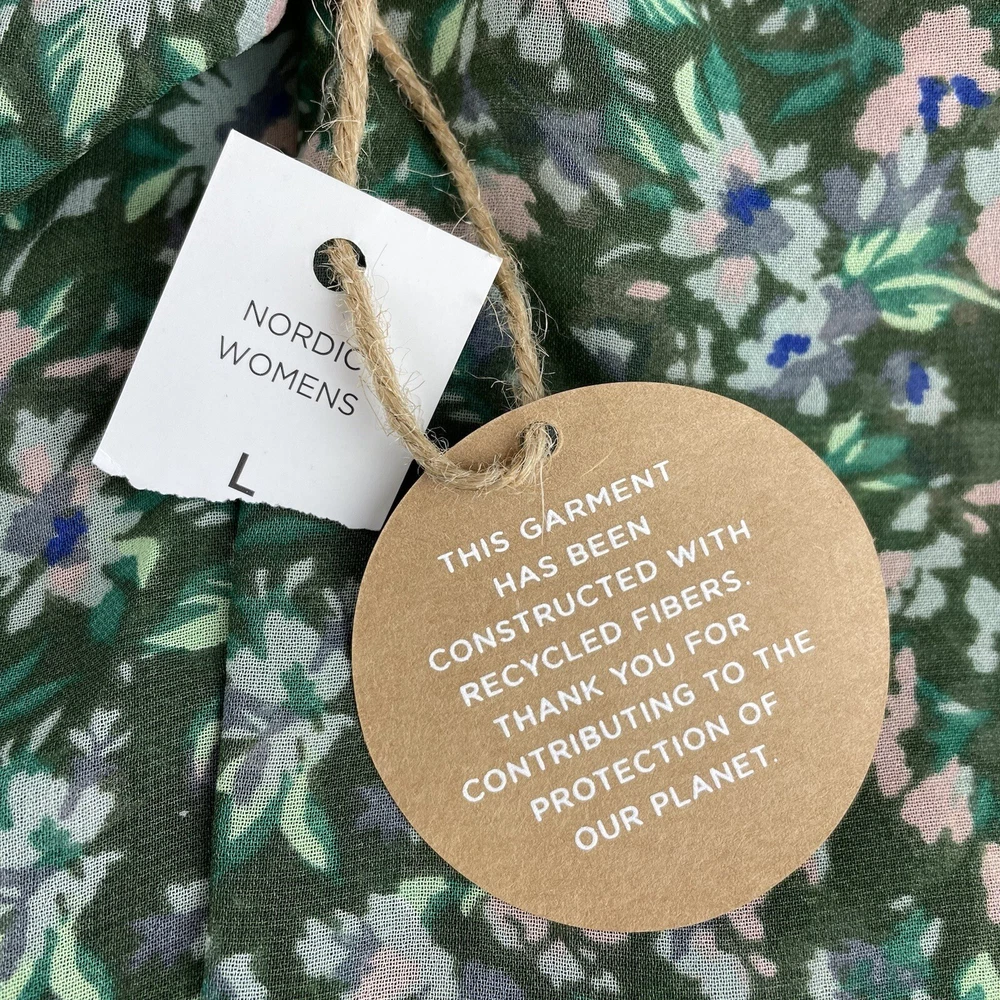 NORDIC
WOMENS
L
THIS GARMENT
HAS BEEN
CONSTRUCTED WITH
RECYCLED FIBERS.
THANK YOU FOR
CONTRIBUTING TO THE
PROTECTION OF
OUR PLANET.